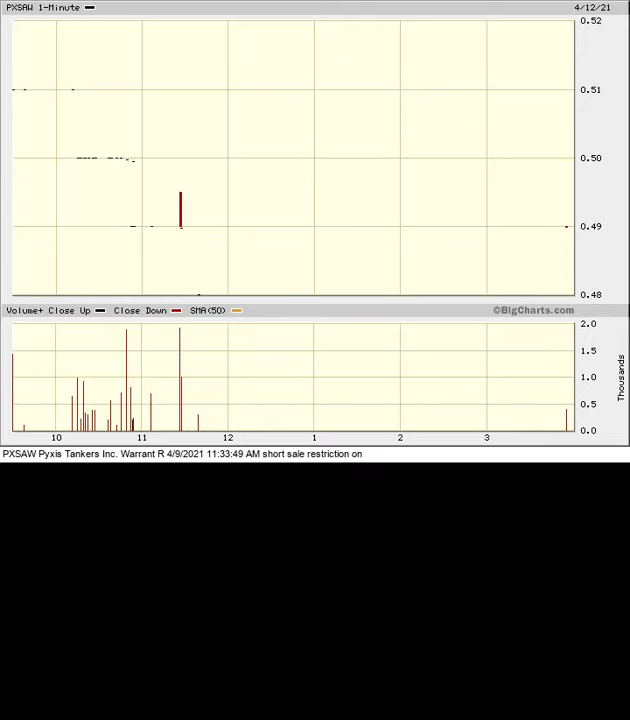 PXSAW 1-Minute 4/12/21
0.52
0.51
0.50
0.49
0.48
Volume+ Close Up Close Down SMA(50) ©BigCharts.com
2.0
1.5
1.0
0.5
0.0
Thousands
10 11 12 1 2 3
PXSAW Pyxis Tankers Inc. Warrant R 4/9/2021 11:33:49 AM short sale restriction on